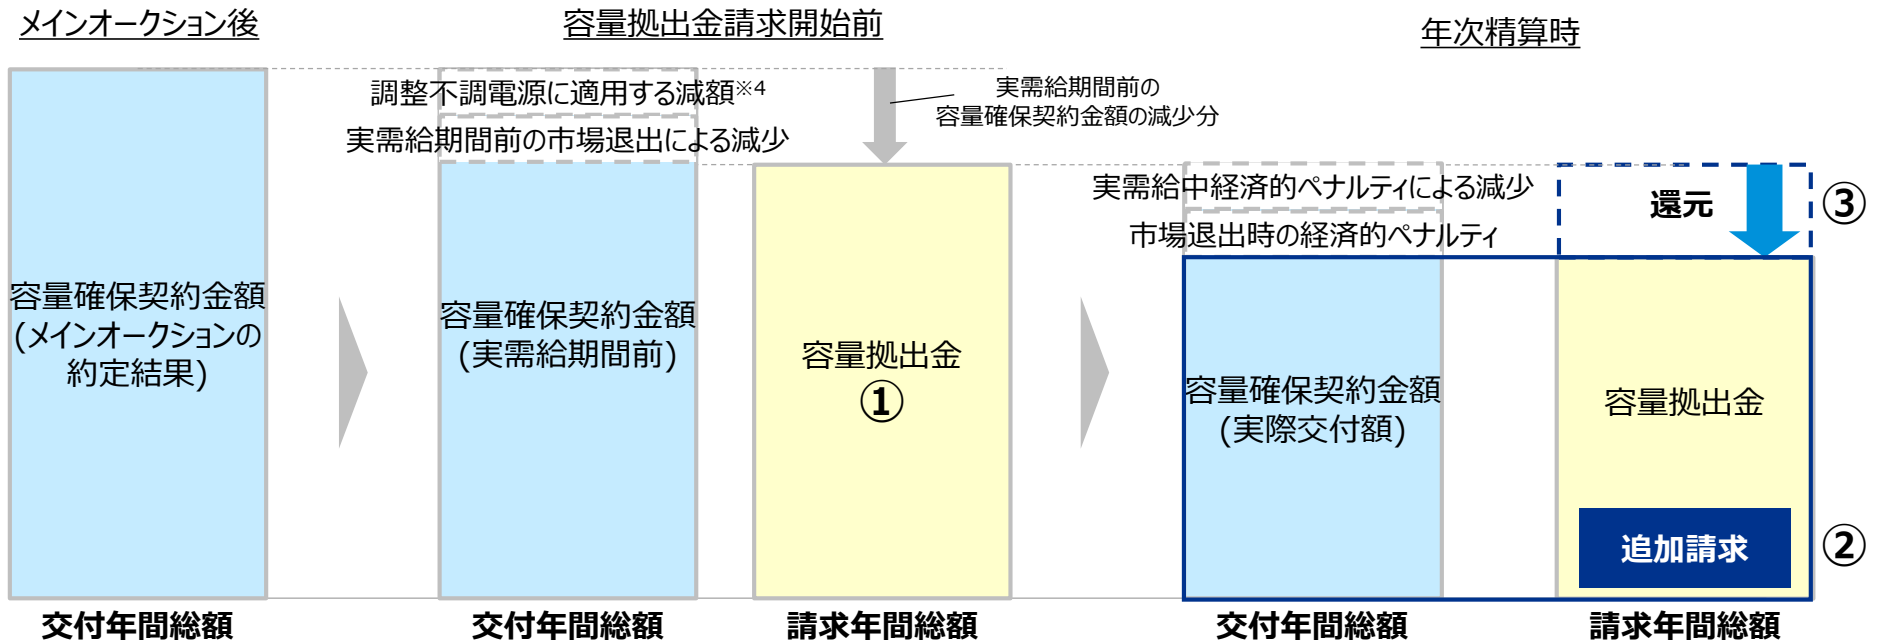 メインオークション後
容量拠出金請求開始前
年次精算時
調整不調電源に適用する減額※4
実需給期間前の市場退出による減少
実需給期間前の
容量確保契約金額の減少分
実需給中経済的ペナルティによる減少
市場退出時の経済的ペナルティ
還元
③
容量確保契約金額
(メインオークションの
約定結果)
容量確保契約金額
(実需給期間前)
容量拠出金
①
容量確保契約金額
(実際交付額)
容量拠出金
追加請求
②
交付年間総額
交付年間総額
請求年間総額
交付年間総額
請求年間総額